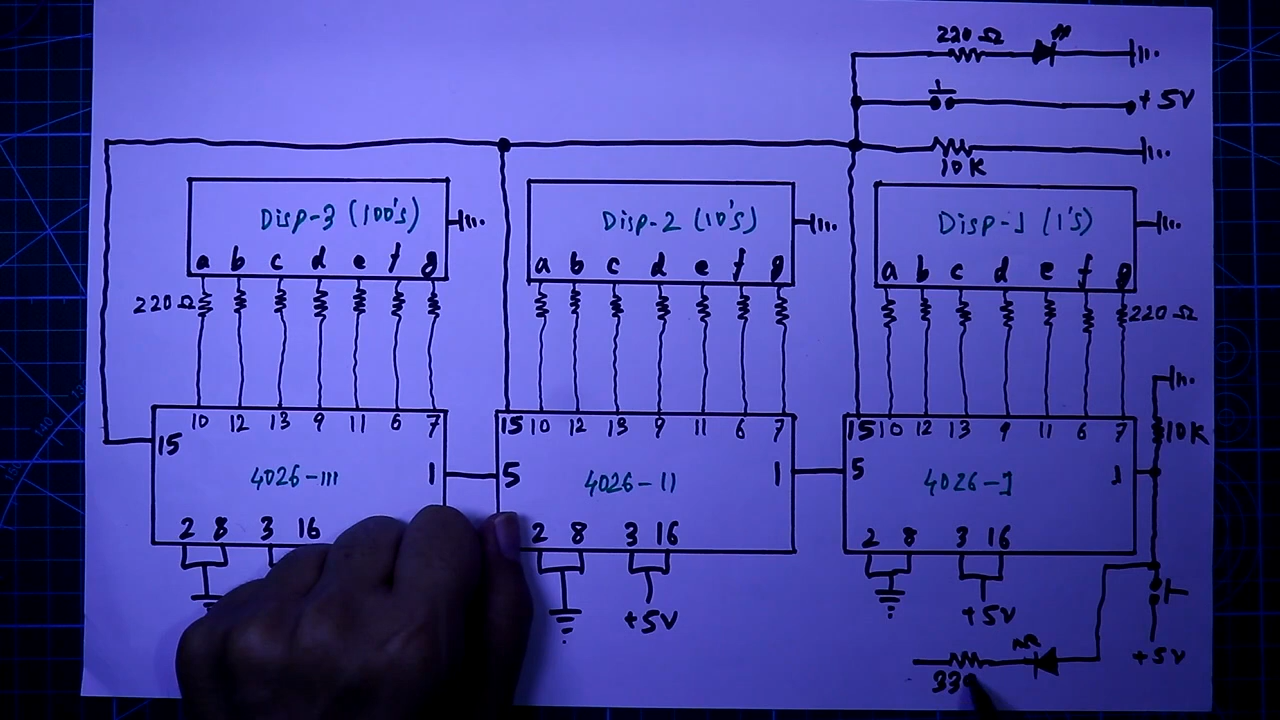 220 Ω
+ 5V
10K
Disp-3 (100's)
Disp-2 (10's)
Disp-1 (1's)
a b c d e f g
a b c d e f g
a b c d e f g
220 Ω
220 Ω
10 12 13 9 11 6 7
15 10 12 13 9 11 6 7
15 10 12 13 9 11 6 7
10K
15
4026-III
1
5
4026-II
1
5
4026-I
1
2 8 3 16
2 8 3 16
2 8 3 16
+5V
+5V
+5V
33